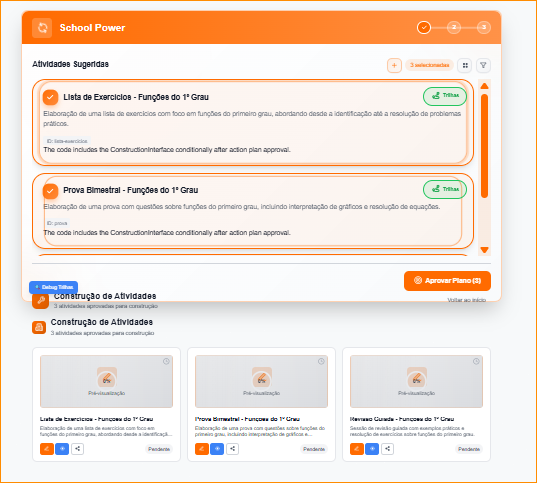 School Power
2 3
Atividades Sugeridas
3 selecionadas
Lista de Exercícios - Funções do 1º Grau
Trilhas
Elaboração de uma lista de exercícios com foco em funções do primeiro grau, abordando desde a identificação até a resolução de problemas
práticos.
ID: lista-exercicios
The code includes the ConstructionInterface conditionally after action plan approval.
Prova Bimestral - Funções do 1º Grau
Trilhas
Elaboração de uma prova com questões sobre funções do primeiro grau, incluindo interpretação de gráficos e resolução de equações.
ID: prova
The code includes the ConstructionInterface conditionally after action plan approval.
Aprovar Plano (3)
Debug Trilhas
Construção de Atividades
3 atividades aprovadas para construção
Voltar ao início
Construção de Atividades
3 atividades aprovadas para construção
0% 0% 0%
Pré-visualização Pré-visualização Pré-visualização
Lista de Exercícios - Funções do 1º Grau
Elaboração de uma lista de exercícios com foco em
funções do primeiro grau, abordando desde a identificaçã...
Pendente
Prova Bimestral - Funções do 1º Grau
Elaboração de uma prova com questões sobre funções do
primeiro grau, incluindo interpretação de gráficos e...
Pendente
Revisão Guiada - Funções do 1º Grau
Sessão de revisão guiada com exemplos práticos e
resolução de exercícios sobre funções do primeiro grau.
Pendente